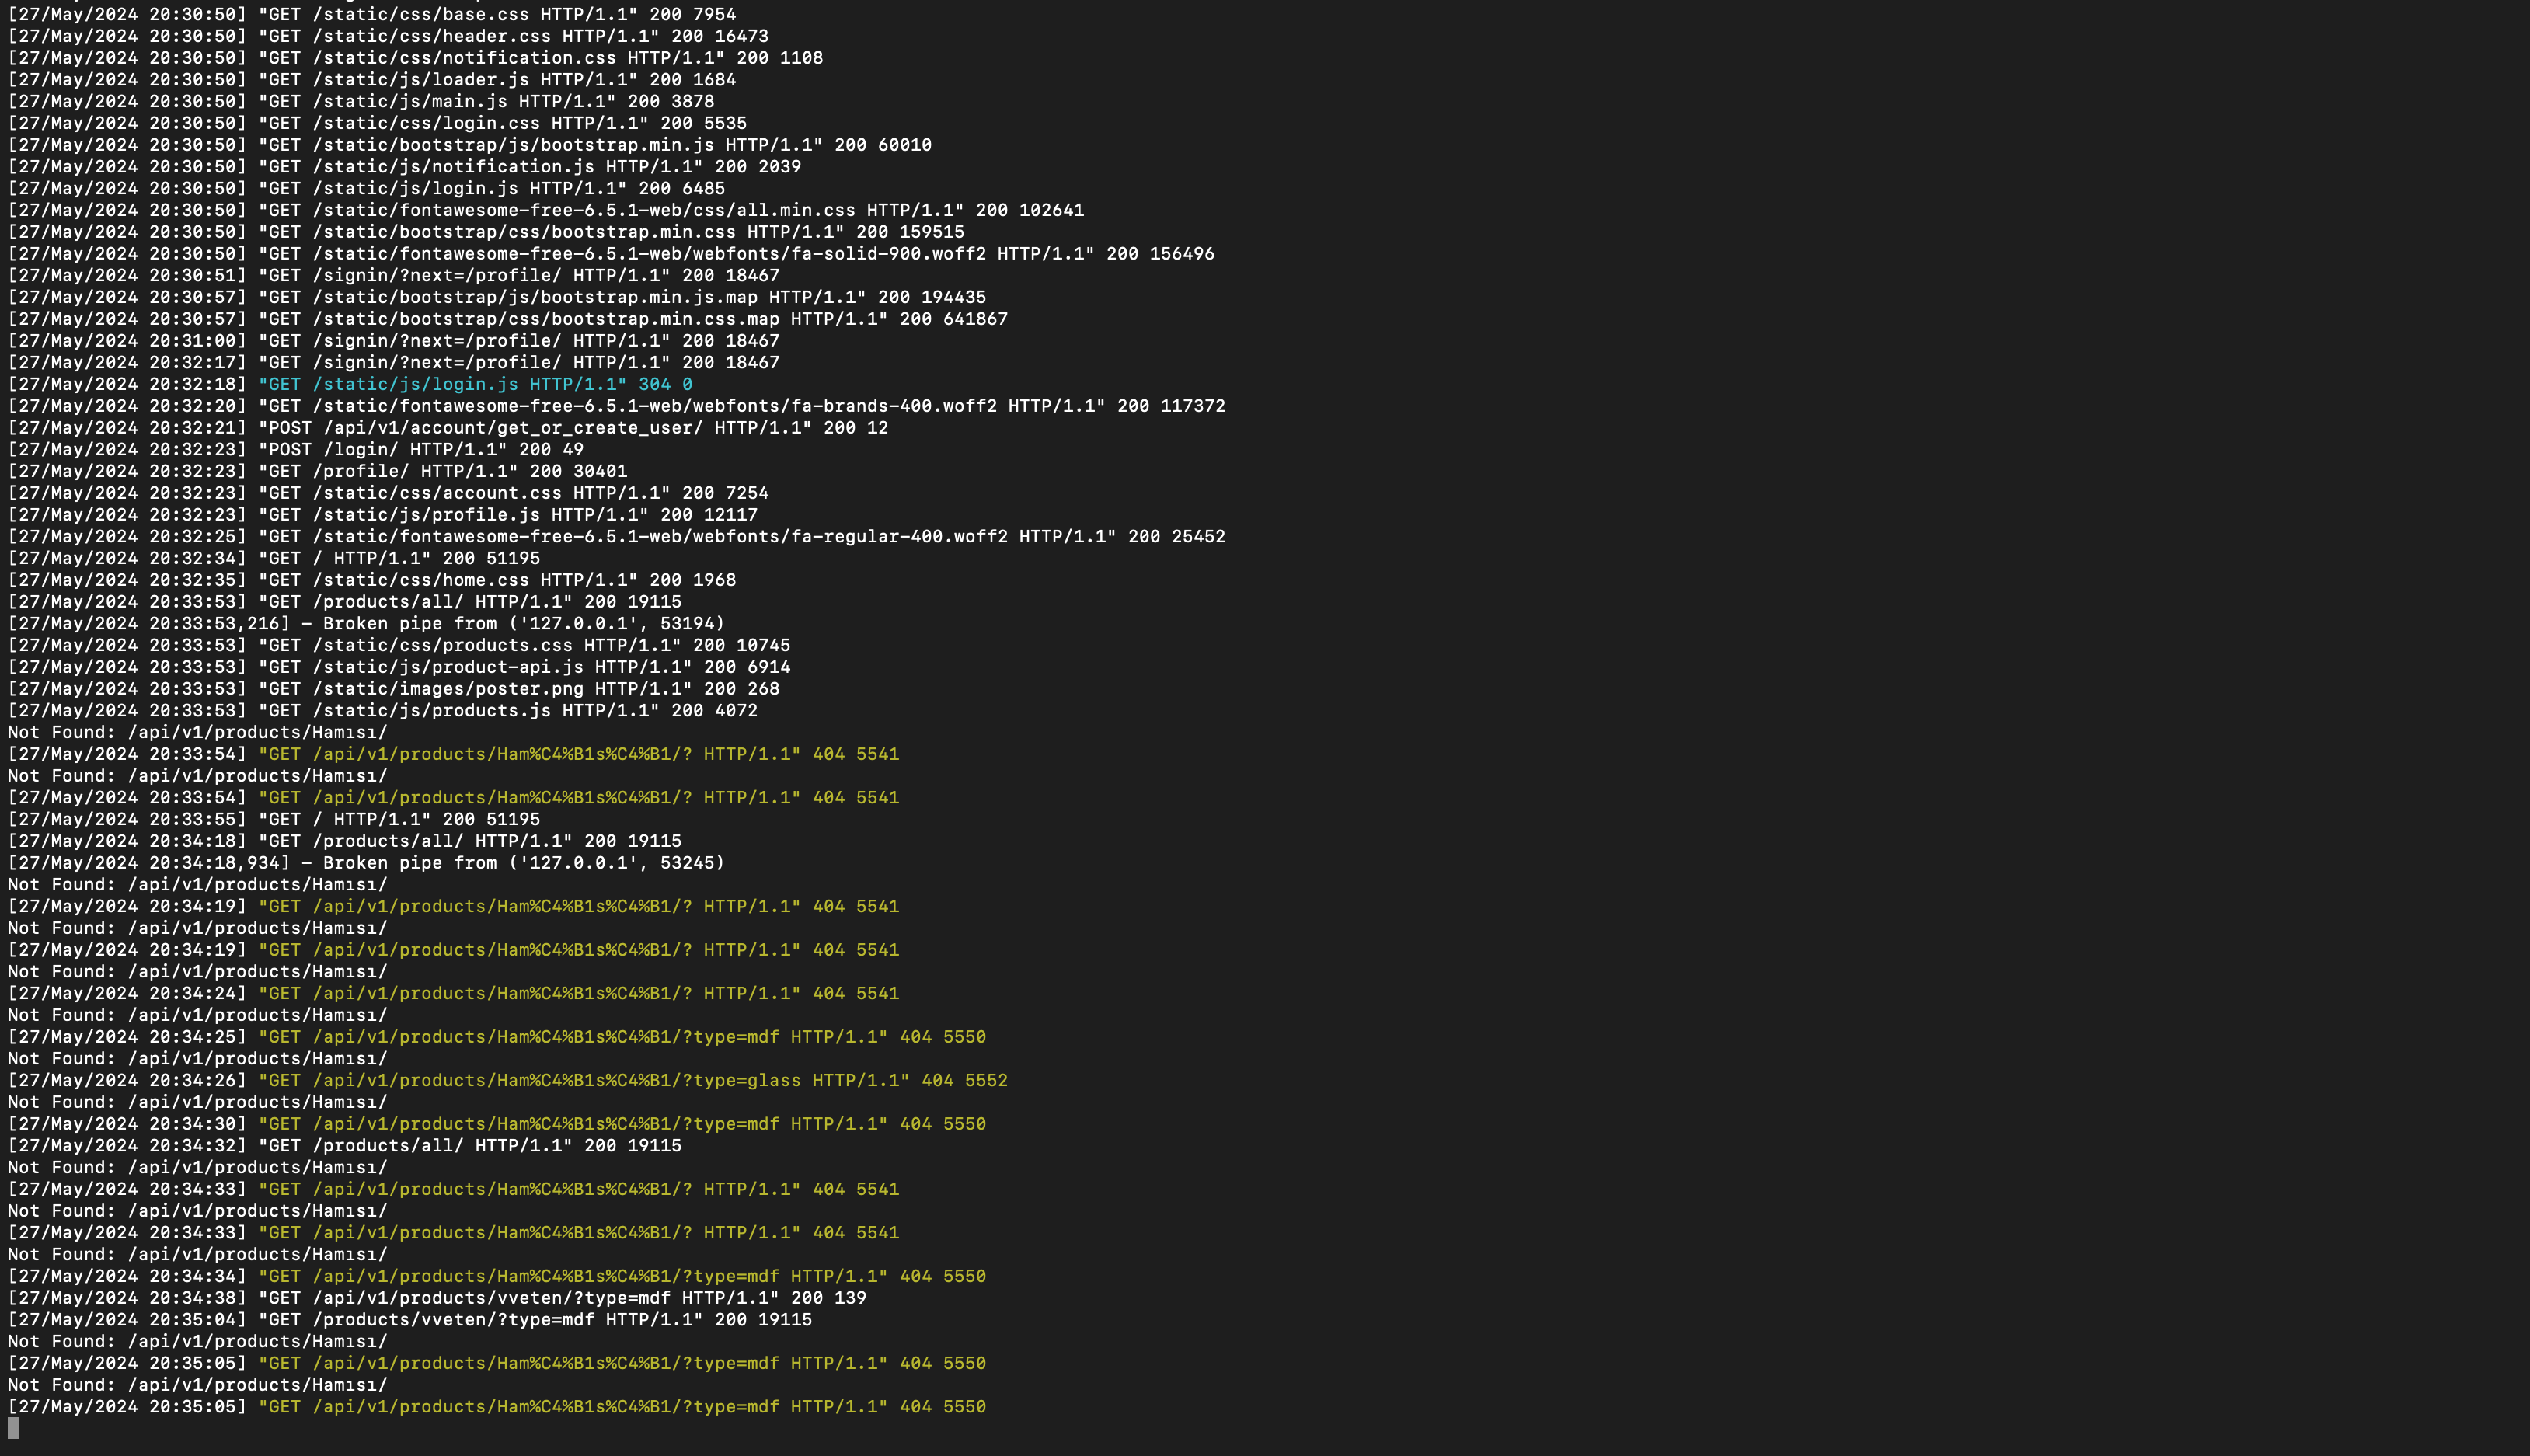 [27/May/2024 20:30:50] "GET /static/css/base.css HTTP/1.1" 200 7954
[27/May/2024 20:30:50] "GET /static/css/header.css HTTP/1.1" 200 16473
[27/May/2024 20:30:50] "GET /static/css/notification.css HTTP/1.1" 200 1108
[27/May/2024 20:30:50] "GET /static/js/loader.js HTTP/1.1" 200 1684
[27/May/2024 20:30:50] "GET /static/js/main.js HTTP/1.1" 200 3878
[27/May/2024 20:30:50] "GET /static/css/login.css HTTP/1.1" 200 5535
[27/May/2024 20:30:50] "GET /static/bootstrap/js/bootstrap.min.js HTTP/1.1" 200 60010
[27/May/2024 20:30:50] "GET /static/js/notification.js HTTP/1.1" 200 2039
[27/May/2024 20:30:50] "GET /static/js/login.js HTTP/1.1" 200 6485
[27/May/2024 20:30:50] "GET /static/fontawesome-free-6.5.1-web/css/all.min.css HTTP/1.1" 200 102641
[27/May/2024 20:30:50] "GET /static/bootstrap/css/bootstrap.min.css HTTP/1.1" 200 159515
[27/May/2024 20:30:50] "GET /static/fontawesome-free-6.5.1-web/webfonts/fa-solid-900.woff2 HTTP/1.1" 200 156496
[27/May/2024 20:30:51] "GET /signin/?next=/profile/ HTTP/1.1" 200 18467
[27/May/2024 20:30:57] "GET /static/bootstrap/js/bootstrap.min.js.map HTTP/1.1" 200 194435
[27/May/2024 20:30:57] "GET /static/bootstrap/css/bootstrap.min.css.map HTTP/1.1" 200 641867
[27/May/2024 20:31:00] "GET /signin/?next=/profile/ HTTP/1.1" 200 18467
[27/May/2024 20:32:17] "GET /signin/?next=/profile/ HTTP/1.1" 200 18467
[27/May/2024 20:32:18] "GET /static/js/login.js HTTP/1.1" 304 0
[27/May/2024 20:32:20] "GET /static/fontawesome-free-6.5.1-web/webfonts/fa-brands-400.woff2 HTTP/1.1" 200 117372
[27/May/2024 20:32:21] "POST /api/v1/account/get_or_create_user/ HTTP/1.1" 200 12
[27/May/2024 20:32:23] "POST /login/ HTTP/1.1" 200 49
[27/May/2024 20:32:23] "GET /profile/ HTTP/1.1" 200 30401
[27/May/2024 20:32:23] "GET /static/css/account.css HTTP/1.1" 200 7254
[27/May/2024 20:32:23] "GET /static/js/profile.js HTTP/1.1" 200 12117
[27/May/2024 20:32:25] "GET /static/fontawesome-free-6.5.1-web/webfonts/fa-regular-400.woff2 HTTP/1.1" 200 25452
[27/May/2024 20:32:34] "GET / HTTP/1.1" 200 51195
[27/May/2024 20:32:35] "GET /static/css/home.css HTTP/1.1" 200 1968
[27/May/2024 20:33:53] "GET /products/all/ HTTP/1.1" 200 19115
[27/May/2024 20:33:53,216] - Broken pipe from ('127.0.0.1', 53194)
[27/May/2024 20:33:53] "GET /static/css/products.css HTTP/1.1" 200 10745
[27/May/2024 20:33:53] "GET /static/js/product-api.js HTTP/1.1" 200 6914
[27/May/2024 20:33:53] "GET /static/images/poster.png HTTP/1.1" 200 268
[27/May/2024 20:33:53] "GET /static/js/products.js HTTP/1.1" 200 4072
Not Found: /api/v1/products/Hamısı/
[27/May/2024 20:33:54] "GET /api/v1/products/Ham%C4%B1s%C4%B1/? HTTP/1.1" 404 5541
Not Found: /api/v1/products/Hamısı/
[27/May/2024 20:33:54] "GET /api/v1/products/Ham%C4%B1s%C4%B1/? HTTP/1.1" 404 5541
[27/May/2024 20:33:55] "GET / HTTP/1.1" 200 51195
[27/May/2024 20:34:18] "GET /products/all/ HTTP/1.1" 200 19115
[27/May/2024 20:34:18,934] - Broken pipe from ('127.0.0.1', 53245)
Not Found: /api/v1/products/Hamısı/
[27/May/2024 20:34:19] "GET /api/v1/products/Ham%C4%B1s%C4%B1/? HTTP/1.1" 404 5541
Not Found: /api/v1/products/Hamısı/
[27/May/2024 20:34:19] "GET /api/v1/products/Ham%C4%B1s%C4%B1/? HTTP/1.1" 404 5541
Not Found: /api/v1/products/Hamısı/
[27/May/2024 20:34:24] "GET /api/v1/products/Ham%C4%B1s%C4%B1/? HTTP/1.1" 404 5541
Not Found: /api/v1/products/Hamısı/
[27/May/2024 20:34:25] "GET /api/v1/products/Ham%C4%B1s%C4%B1/?type=mdf HTTP/1.1" 404 5550
Not Found: /api/v1/products/Hamısı/
[27/May/2024 20:34:26] "GET /api/v1/products/Ham%C4%B1s%C4%B1/?type=glass HTTP/1.1" 404 5552
Not Found: /api/v1/products/Hamısı/
[27/May/2024 20:34:30] "GET /api/v1/products/Ham%C4%B1s%C4%B1/?type=mdf HTTP/1.1" 404 5550
[27/May/2024 20:34:32] "GET /products/all/ HTTP/1.1" 200 19115
Not Found: /api/v1/products/Hamısı/
[27/May/2024 20:34:33] "GET /api/v1/products/Ham%C4%B1s%C4%B1/? HTTP/1.1" 404 5541
Not Found: /api/v1/products/Hamısı/
[27/May/2024 20:34:33] "GET /api/v1/products/Ham%C4%B1s%C4%B1/? HTTP/1.1" 404 5541
Not Found: /api/v1/products/Hamısı/
[27/May/2024 20:34:34] "GET /api/v1/products/Ham%C4%B1s%C4%B1/?type=mdf HTTP/1.1" 404 5550
[27/May/2024 20:34:38] "GET /api/v1/products/vveten/?type=mdf HTTP/1.1" 200 139
[27/May/2024 20:35:04] "GET /products/vveten/?type=mdf HTTP/1.1" 200 19115
Not Found: /api/v1/products/Hamısı/
[27/May/2024 20:35:05] "GET /api/v1/products/Ham%C4%B1s%C4%B1/?type=mdf HTTP/1.1" 404 5550
Not Found: /api/v1/products/Hamısı/
[27/May/2024 20:35:05] "GET /api/v1/products/Ham%C4%B1s%C4%B1/?type=mdf HTTP/1.1" 404 5550